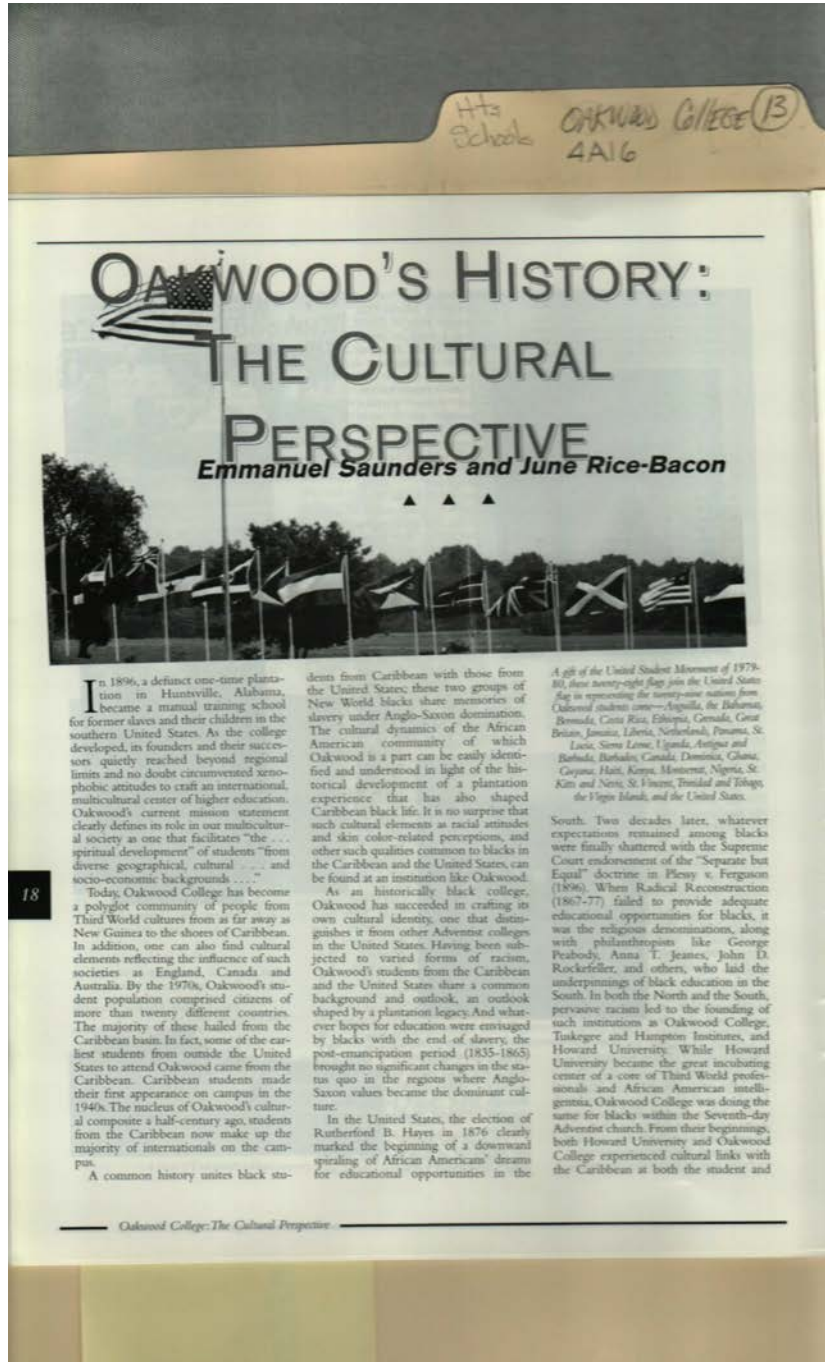 Hts
Schools
OAKWOOD COllEGE 13
4A16
OAKWOOD'S HISTORY:
THE CULTURAL
PERSPECTIVE
Emmanuel Saunders and June Rice-Bacon
In 1896, a defunct one-time planta-
tion in Huntsville, Alabama,
became a manual training school
for former slaves and their children in the
southern United States. As the college
developed, its founders and their succes-
sors quietly reached beyond regional
limits and no doubt circumvented xeno-
phobic attitudes to craft an international,
multicultural center of higher education.
Oakwood's current mission statement
clearly defines its role in our multicultur-
al society as one that facilitates "the . . .
spiritual development" of students "from
diverse geographical, cultural . . . and
socio-economic backgrounds . . ."
Today, Oakwood College has become
a polyglot community of people from
Third World cultures from as far away as
New Guinea to the shores of Caribbean.
In addition, one can also find cultural
elements reflecting the influence of such
societies as England, Canada and
Australia. By the 1970s, Oakwood's stu-
dent population comprised citizens of
more than twenty different countries.
The majority of these hailed from the
Caribbean basin. In fact, some of the ear-
liest students from outside the United
States to attend Oakwood came from the
Caribbean. Caribbean students made
their first appearance on campus in the
1940s. The nucleus of Oakwood's cultur-
al composite a half-century ago, students
from the Caribbean now make up the
majority of internationals on the cam-
pus.
A common history unites black stu-
dents from Caribbean with those from
the United States; these two groups of
New World blacks share memories of
slavery under Anglo-Saxon domination.
The cultural dynamics of the African
American community of which
Oakwood is a part can be easily identi-
fied and understood in light of the his-
torical development of a plantation
experience that has also shaped
Caribbean black life. It is no surprise that
such cultural elements as racial attitudes
and skin color-related perceptions, and
other such qualities common to blacks in
the Caribbean and the United States, can
be found at an institution like Oakwood.
As an historically black college,
Oakwood has succeeded in crafting its
own cultural identity, one that distin-
guishes it from other Adventist colleges
in the United States. Having been sub-
jected to varied forms of racism,
Oakwood's students from the Caribbean
and the United States share a common
background and outlook, an outlook
shaped by a plantation legacy. And what-
ever hopes for education were envisaged
by blacks with the end of slavery, the
post-emancipation period (1835-1865)
brought no significant changes in the sta-
tus quo in the regions where Anglo-
Saxon values became the dominant cul-
ture.
In the United States, the election of
Rutherford B. Hayes in 1876 clearly
marked the beginning of a downward
spiraling of African Americans' dreams
for educational opportunities in the
A gift of the United Student Movement of 1979-
80, these twenty-eight flags join the United States
flag in representing the twenty-nine nations from
Oakwood students come—Anguilla, the Bahamas,
Bermuda, Costa Rica, Ethiopia, Grenada, Great
Britain, Jamaica, Liberia, Netherlands, Panama, St.
Lucia, Sierra Leone, Uganda, Antigua and
Barbuda, Barbados, Canada, Dominica, Ghana,
Guyana, Haiti, Kenya, Montserrat, Nigeria, St.
Kitts and Nevis, St. Vincent, Trinidad and Tobago,
the Virgin Islands, and the United States.
South. Two decades later, whatever
expectations remained among blacks
were finally shattered with the Supreme
Court endorsement of the "Separate but
Equal" doctrine in Plessy v. Ferguson
(1896). When Radical Reconstruction
(1867-77) failed to provide adequate
educational opportunities for blacks, it
was the religious denominations, along
with philanthropists like George
Peabody, Anna T. Jeanes, John D.
Rockefeller, and others, who laid the
underpinnings of black education in the
South. In both the North and the South,
pervasive racism led to the founding of
such institutions as Oakwood College,
Tuskegee and Hampton Institutes, and
Howard University. While Howard
University became the great incubating
center of a core of Third World profes-
sionals and African American intelli-
gentsia, Oakwood College was doing the
same for blacks within the Seventh-day
Adventist church. From their beginnings,
both Howard University and Oakwood
College experienced cultural links with
the Caribbean at both the student and
18
Oakwood College: The Cultural Perspective